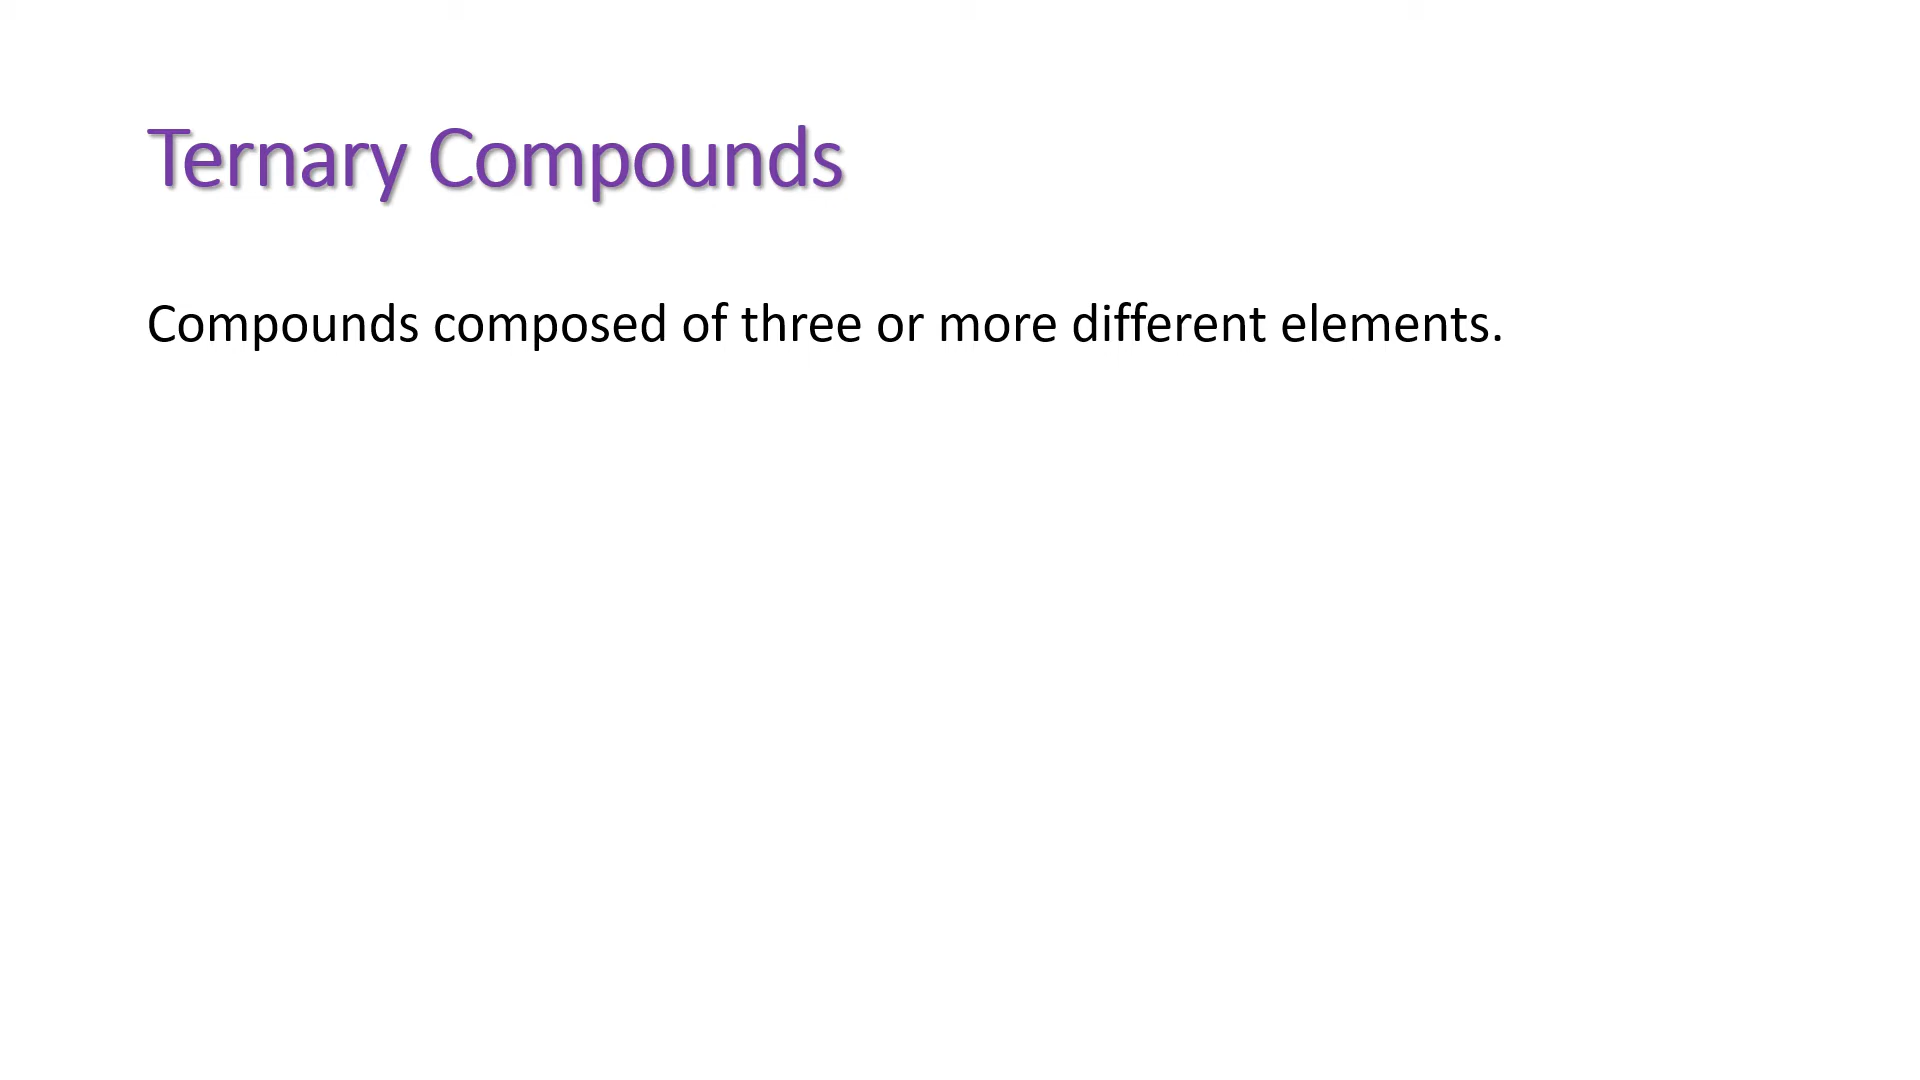 Ternary Compounds
Compounds composed of three or more different elements.